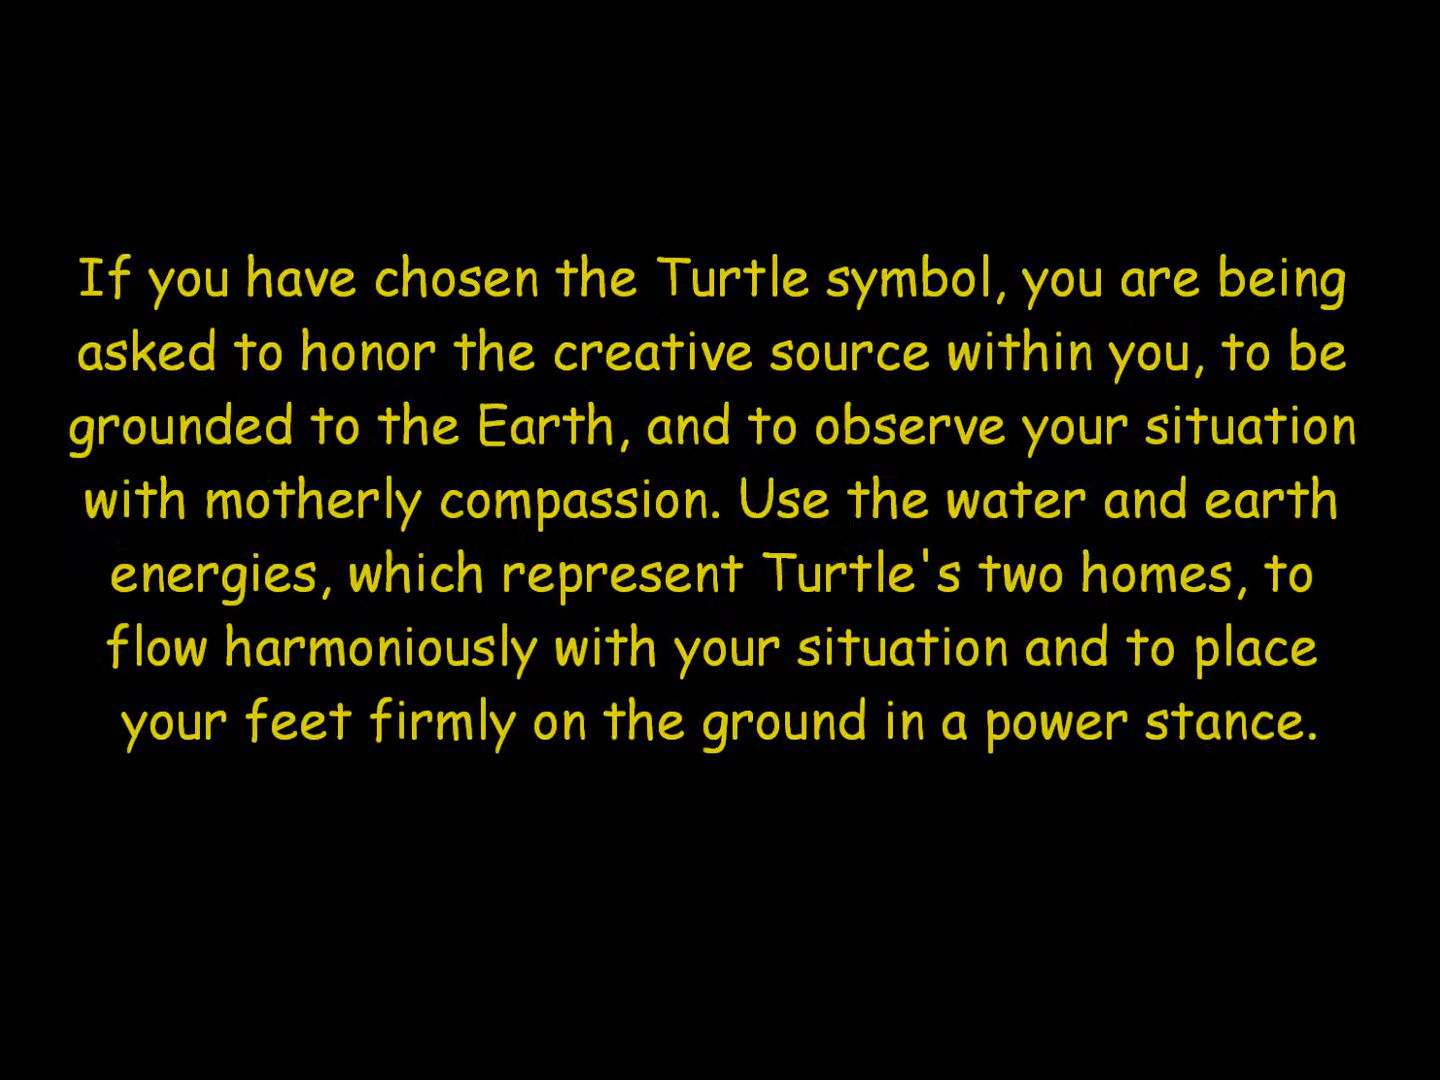 If you have chosen the Turtle symbol, you are being
asked to honor the creative source within you, to be
grounded to the Earth, and to observe your situation
with motherly compassion. Use the water and earth
energies, which represent Turtle's two homes, to
flow harmoniously with your situation and to place
your feet firmly on the ground in a power stance.